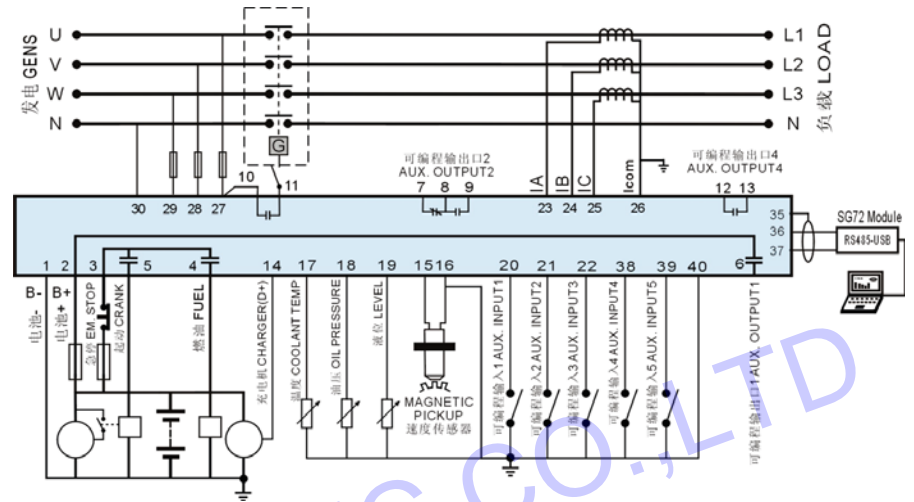 发电 GENS
U
V
W
N
L1
L2
L3
N
负载 LOAD
G
可编程输出口2
AUX. OUTPUT2
可编程输出口4
AUX. OUTPUT4
IA
IB
IC
Icom
10
11
7
8
9
12
13
30
29
28
27
23
24
25
26
35
36
37
SG72 Module
RS485-USB
1
2
3
5
4
14
17
18
19
15
16
20
21
22
38
39
40
6
B-
B+
电池-
电池+
急停 EM. STOP
起动 CRANK
燃油 FUEL
充电机 CHARGER(D+)
温度 COOLANT TEMP
油压 OIL PRESSURE
液位 LEVEL
MAGNETIC
PICKUP
速度传感器
可编程输入1 AUX. INPUT1
可编程输入2 AUX. INPUT2
可编程输入3 AUX. INPUT3
可编程输入4 AUX. INPUT4
可编程输入5 AUX. INPUT5
可编程输出口1 AUX. OUTPUT1
CO.,LTD